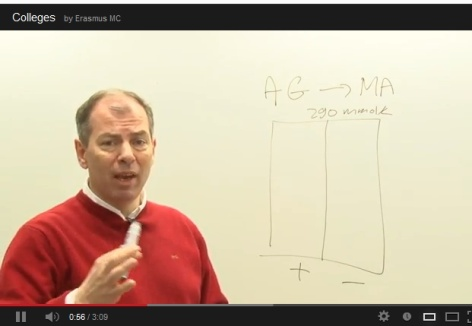 Colleges by Erasmus MC
AG → MA
290 mmol/L
+ −
0:56 / 3:09